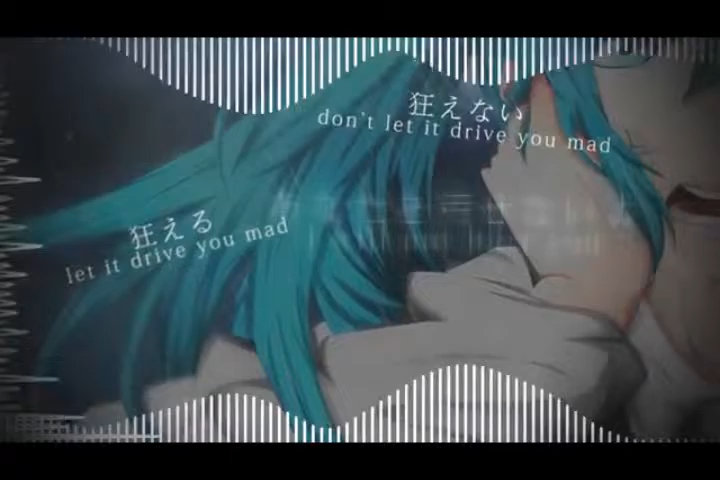 狂えない
don't let it drive you mad
狂える
let it drive you mad